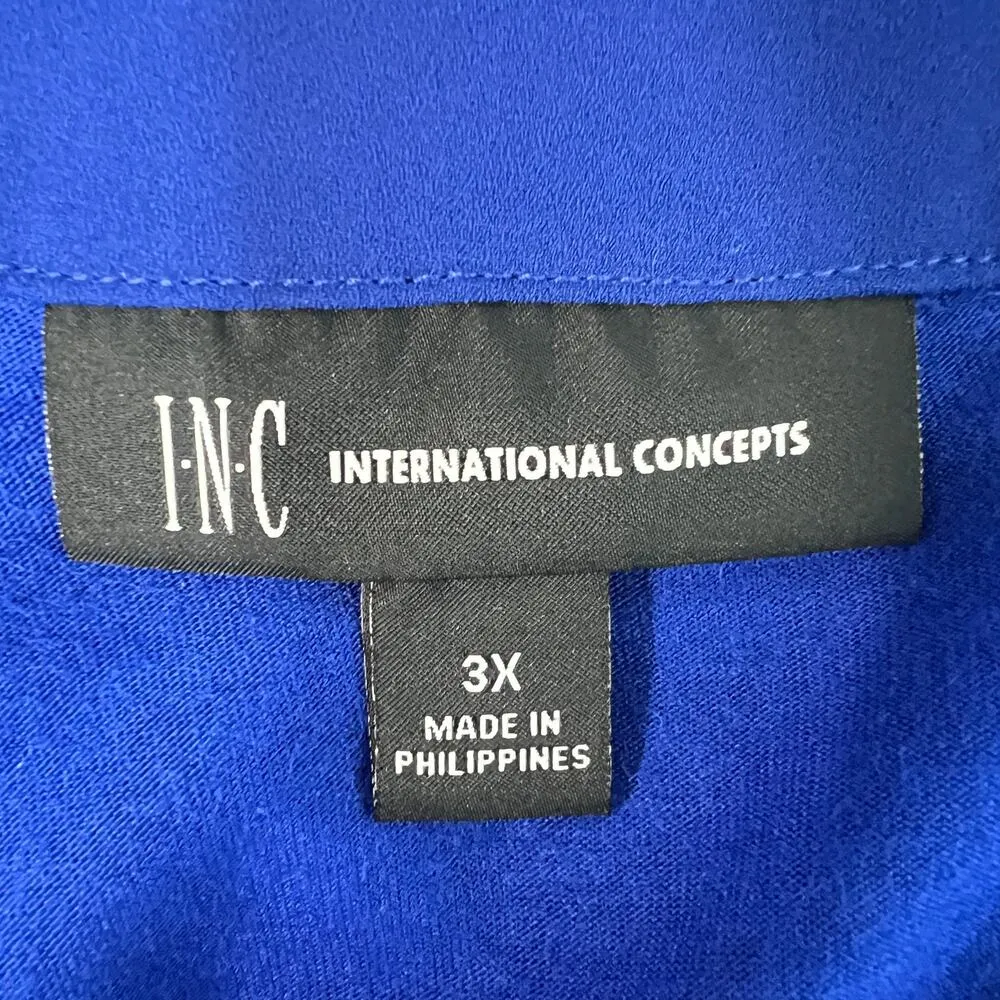 I·N·C INTERNATIONAL CONCEPTS
3X
MADE IN
PHILIPPINES